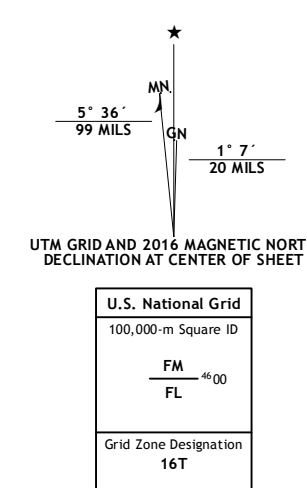 ★
MN
5° 36´
99 MILS
GN
1° 7´
20 MILS
UTM GRID AND 2016 MAGNETIC NORT
DECLINATION AT CENTER OF SHEET
U.S. National Grid
100,000-m Square ID
FM
4600
FL
Grid Zone Designation
16T